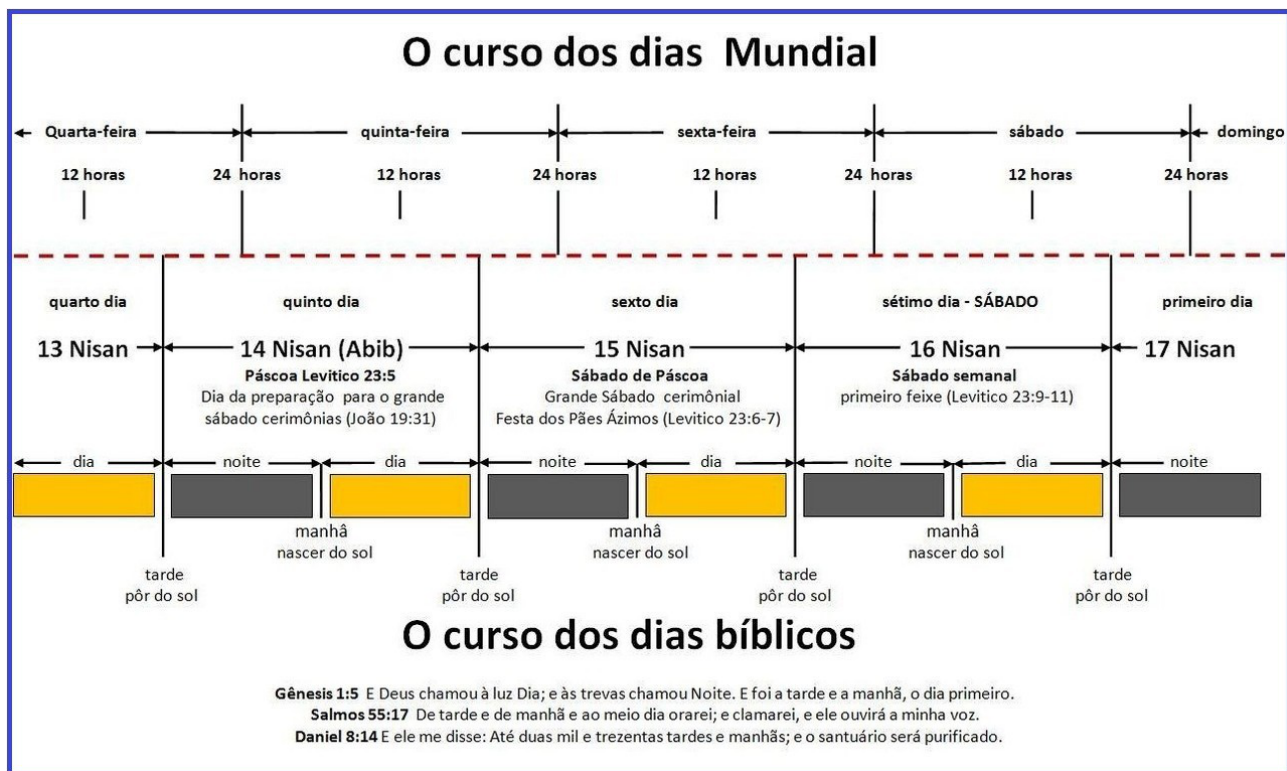 O curso dos dias  Mundial
Quarta-feira quinta-feira sexta-feira sábado domingo
12 horas 24 horas 12 horas 24 horas 12 horas 24 horas 12 horas 24 horas
quarto dia quinto dia sexto dia sétimo dia - SÁBADO primeiro dia
13 Nisan 14 Nisan (Abib) 15 Nisan 16 Nisan 17 Nisan
Páscoa Levitico 23:5 Sábado de Páscoa Sábado semanal
Dia da preparação para o grande Grande Sábado cerimônial primeiro feixe (Levitico 23:9-11)
sábado cerimônias (João 19:31) Festa dos Pães Ázimos (Levitico 23:6-7)
dia noite dia noite dia noite dia noite
manhâ manhâ manhâ
nascer do sol nascer do sol nascer do sol
tarde tarde tarde tarde
pôr do sol pôr do sol pôr do sol pôr do sol
O curso dos dias bíblicos
Gênesis 1:5 E Deus chamou à luz Dia; e às trevas chamou Noite. E foi a tarde e a manhã, o dia primeiro.
Salmos 55:17 De tarde e de manhã e ao meio dia orarei; e clamarei, e ele ouvirá a minha voz.
Daniel 8:14 E ele me disse: Até duas mil e trezentas tardes e manhãs; e o santuário será purificado.